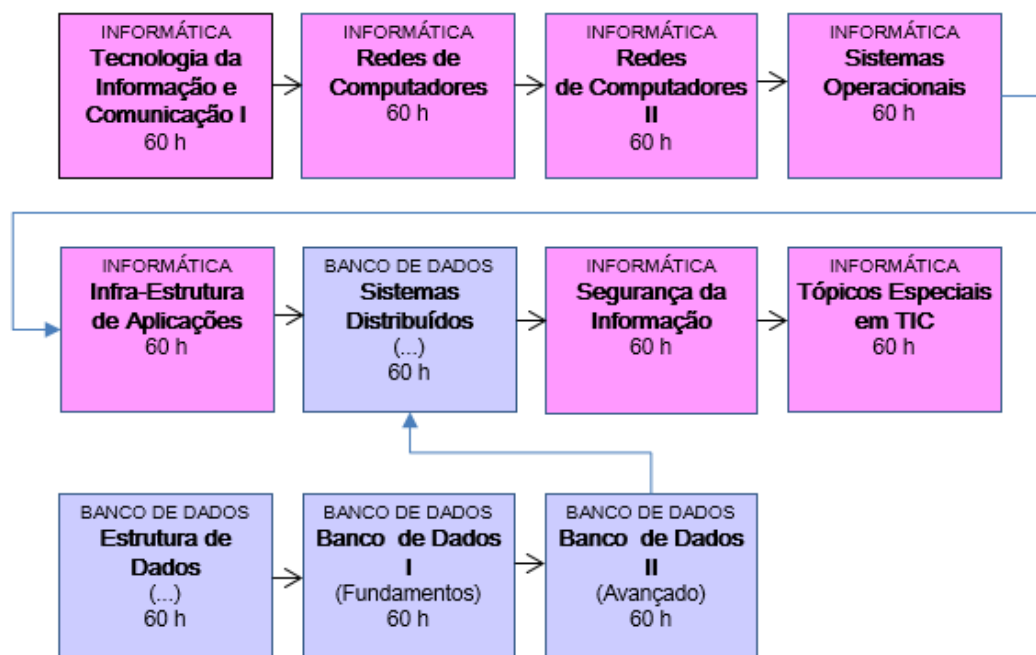 INFORMÁTICA
Tecnologia da
Informação e
Comunicação I
60 h
INFORMÁTICA
Redes de
Computadores
60 h
INFORMÁTICA
Redes
de Computadores
II
60 h
INFORMÁTICA
Sistemas
Operacionais
60 h
INFORMÁTICA
Infra-Estrutura
de Aplicações
60 h
BANCO DE DADOS
Sistemas
Distribuídos
(...)
60 h
INFORMÁTICA
Segurança da
Informação
60 h
INFORMÁTICA
Tópicos Especiais
em TIC
60 h
BANCO DE DADOS
Estrutura de
Dados
(...)
60 h
BANCO DE DADOS
Banco de Dados
I
(Fundamentos)
60 h
BANCO DE DADOS
Banco de Dados
II
(Avançado)
60 h